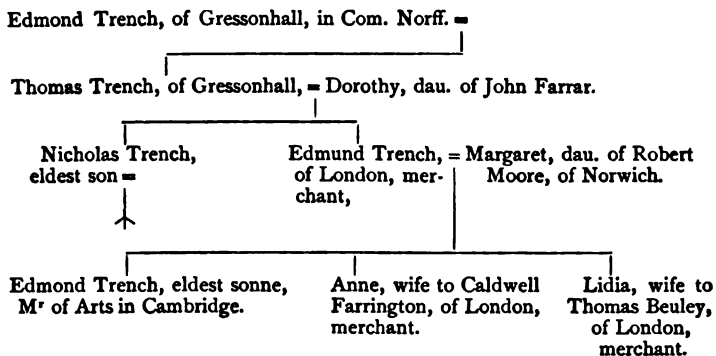 Edmond Trench, of Gressonhall, in Com. Norff. =
Thomas Trench, of Gressonhall, = Dorothy, dau. of John Farrar.
Nicholas Trench,
eldest son =
Edmund Trench, = Margaret, dau. of Robert
of London, mer- Moore, of Norwich.
chant,
Edmond Trench, eldest sonne,
Mʳ of Arts in Cambridge.
Anne, wife to Caldwell
Farrington, of London,
merchant.
Lidia, wife to
Thomas Beuley,
of London,
merchant.